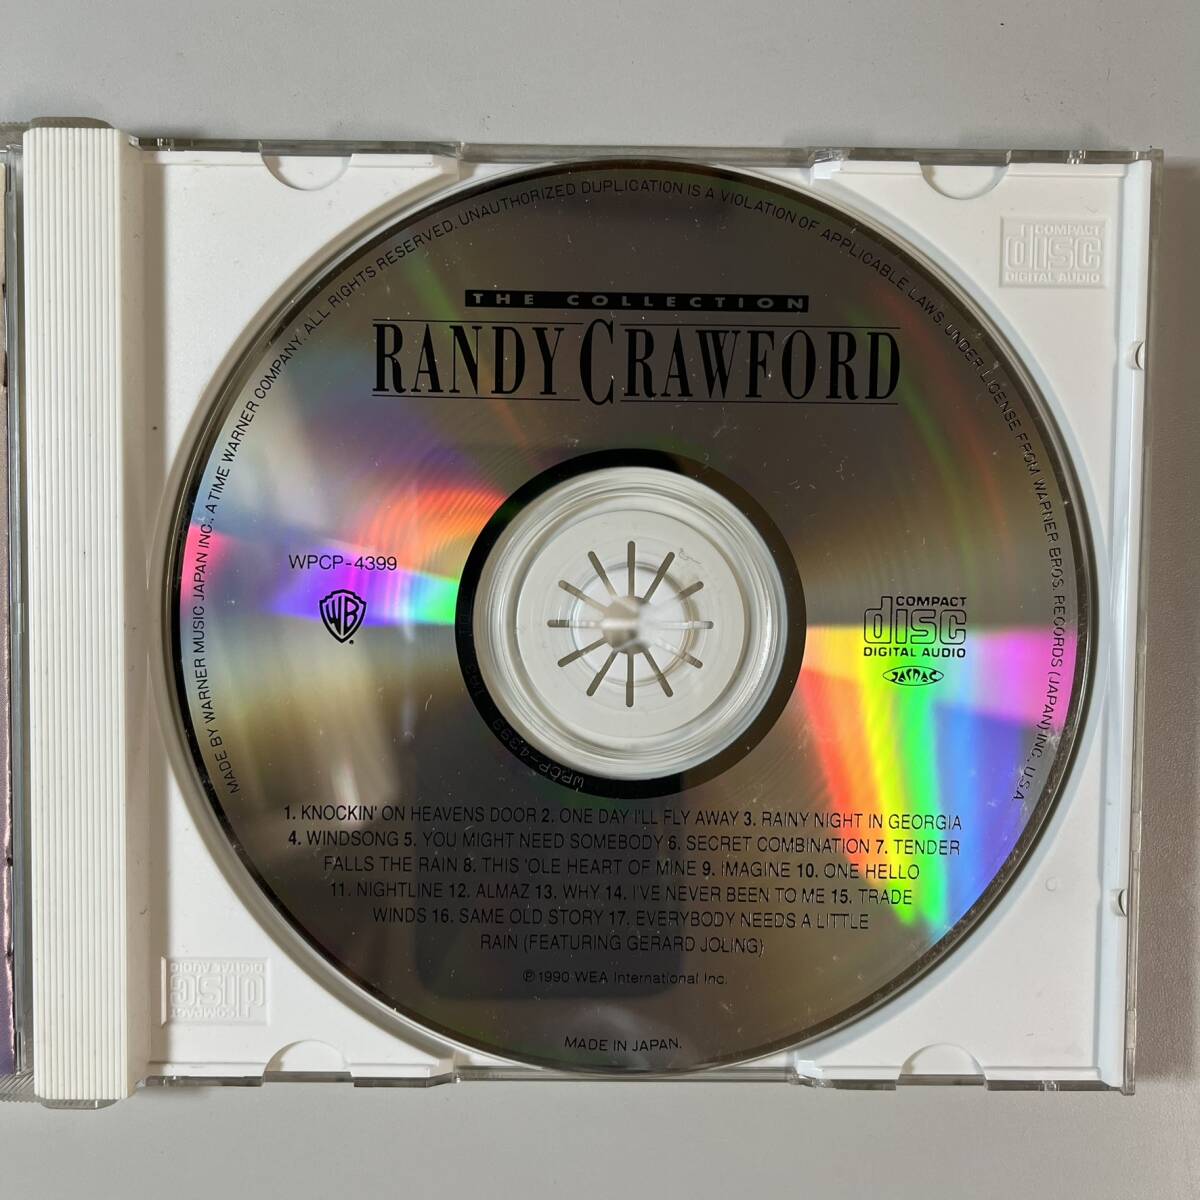 THE COLLECTION
RANDY CRAWFORD
WPCP-4399
WB
COMPACT
disc
DIGITAL AUDIO
JASRAC
1. KNOCKIN' ON HEAVENS DOOR 2. ONE DAY I'LL FLY AWAY 3. RAINY NIGHT IN GEORGIA
4. WINDSONG 5. YOU MIGHT NEED SOMEBODY 6. SECRET COMBINATION 7. TENDER
FALLS THE RAIN 8. THIS 'OLE HEART OF MINE 9. IMAGINE 10. ONE HELLO
11. NIGHTLINE 12. ALMAZ 13. WHY 14. I'VE NEVER BEEN TO ME 15. TRADE
WINDS 16. SAME OLD STORY 17. EVERYBODY NEEDS A LITTLE
RAIN (FEATURING GERARD JOLING)
℗ 1990 WEA International Inc.
MADE IN JAPAN.
MADE BY WARNER MUSIC JAPAN INC., A TIME WARNER COMPANY. ALL RIGHTS RESERVED. UNAUTHORIZED DUPLICATION IS A VIOLATION OF APPLICABLE LAWS. UNDER LICENSE FROM WARNER BROS. RECORDS (JAPAN) INC. U.S.A.
WPCP-4399
COMPACT
disc
DIGITAL AUDIO
COMPACT
disc
DIGITAL AUDIO